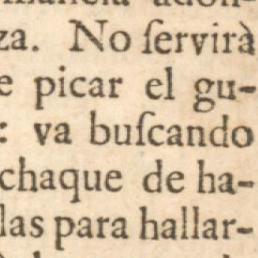 za. No ſervirà
e picar el gu-
: va buſcando
chaque de ha-
las para hallar-